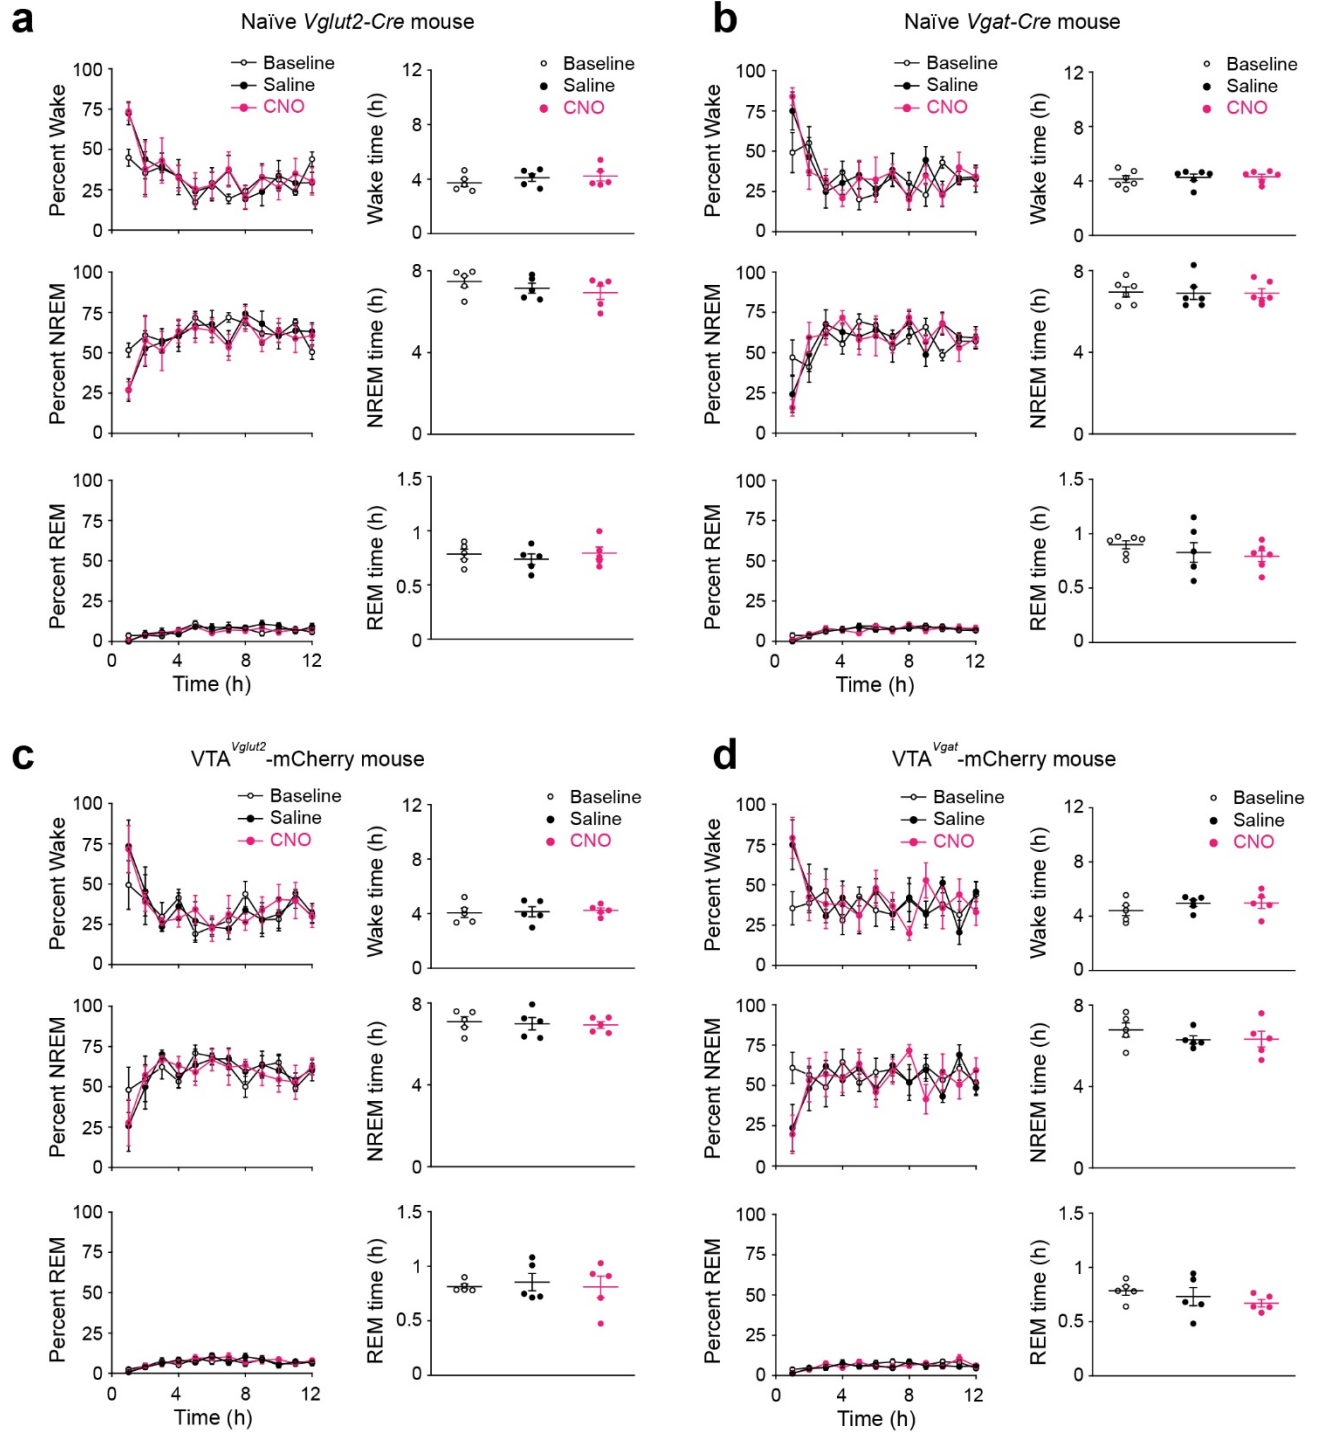 a
Naïve Vglut2-Cre mouse
Baseline
Saline
CNO
Percent Wake
100
75
50
25
0
Baseline
Saline
CNO
Wake time (h)
12
8
4
0
Percent NREM
100
75
50
25
0
NREM time (h)
8
4
0
Percent REM
100
75
50
25
0
0 4 8 12
Time (h)
REM time (h)
1.5
1
0.5
0
b
Naïve Vgat-Cre mouse
Baseline
Saline
CNO
Percent Wake
100
75
50
25
0
Baseline
Saline
CNO
Wake time (h)
12
8
4
0
Percent NREM
100
75
50
25
0
NREM time (h)
8
4
0
Percent REM
100
75
50
25
0
0 4 8 12
Time (h)
REM time (h)
1.5
1
0.5
0
c
VTA Vglut2 -mCherry mouse
Baseline
Saline
CNO
Percent Wake
100
75
50
25
0
Baseline
Saline
CNO
Wake time (h)
12
8
4
0
Percent NREM
100
75
50
25
0
NREM time (h)
8
4
0
Percent REM
100
75
50
25
0
0 4 8 12
Time (h)
REM time (h)
1.5
1
0.5
0
d
VTA Vgat -mCherry mouse
Baseline
Saline
CNO
Percent Wake
100
75
50
25
0
Baseline
Saline
CNO
Wake time (h)
12
8
4
0
Percent NREM
100
75
50
25
0
NREM time (h)
8
4
0
Percent REM
100
75
50
25
0
0 4 8 12
Time (h)
REM time (h)
1.5
1
0.5
0